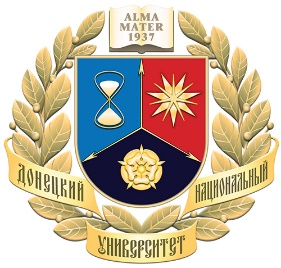 ALMA
MATER
1937
ДОНЕЦКИЙ
НАЦИОНАЛЬНЫЙ
УНИВЕРСИТЕТ